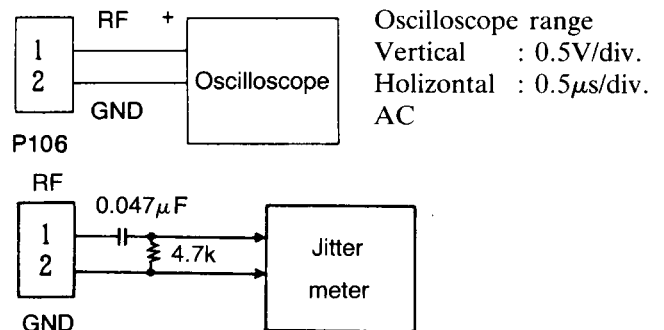 RF +
1
2
Oscilloscope
GND
P106
Oscilloscope range
Vertical : 0.5V/div.
Holizontal : 0.5μs/div.
AC
RF
0.047μF
1
2
4.7k
Jitter
meter
GND